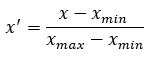 x′ = (x − x_min) / (x_max − x_min)